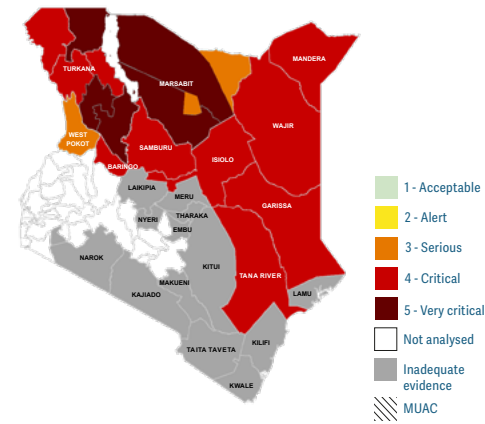 MANDERA
TURKANA
MARSABIT
WAJIR
WEST
POKOT
SAMBURU
ISIOLO
BARINGO
LAIKIPIA
MERU
GARISSA
THARAKA
NYERI
EMBU
NAROK
KITUI
TANA RIVER
MAKUENI
LAMU
KAJIADO
KILIFI
TAITA TAVETA
KWALE
1 - Acceptable
2 - Alert
3 - Serious
4 - Critical
5 - Very critical
Not analysed
Inadequate
evidence
MUAC